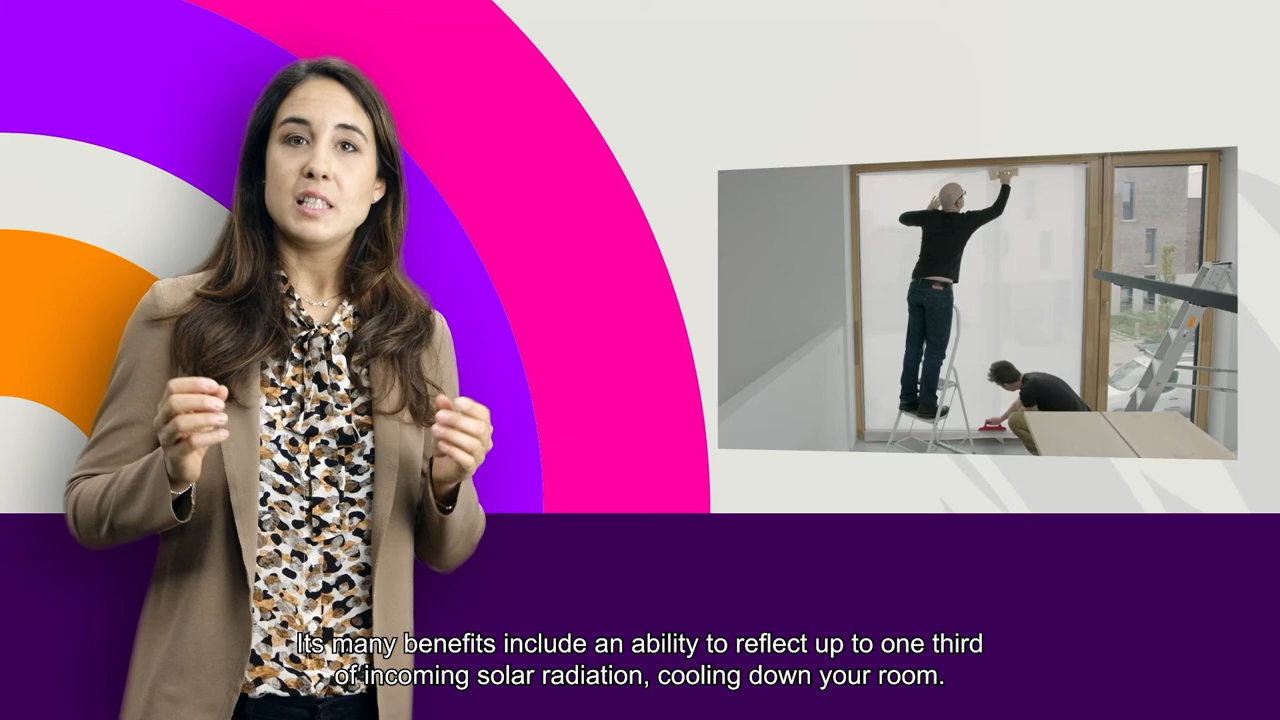 Its many benefits include an ability to reflect up to one third
of incoming solar radiation, cooling down your room.